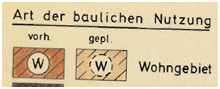 Art der baulichen Nutzung
vorh. gepl.
W W Wohngebiet